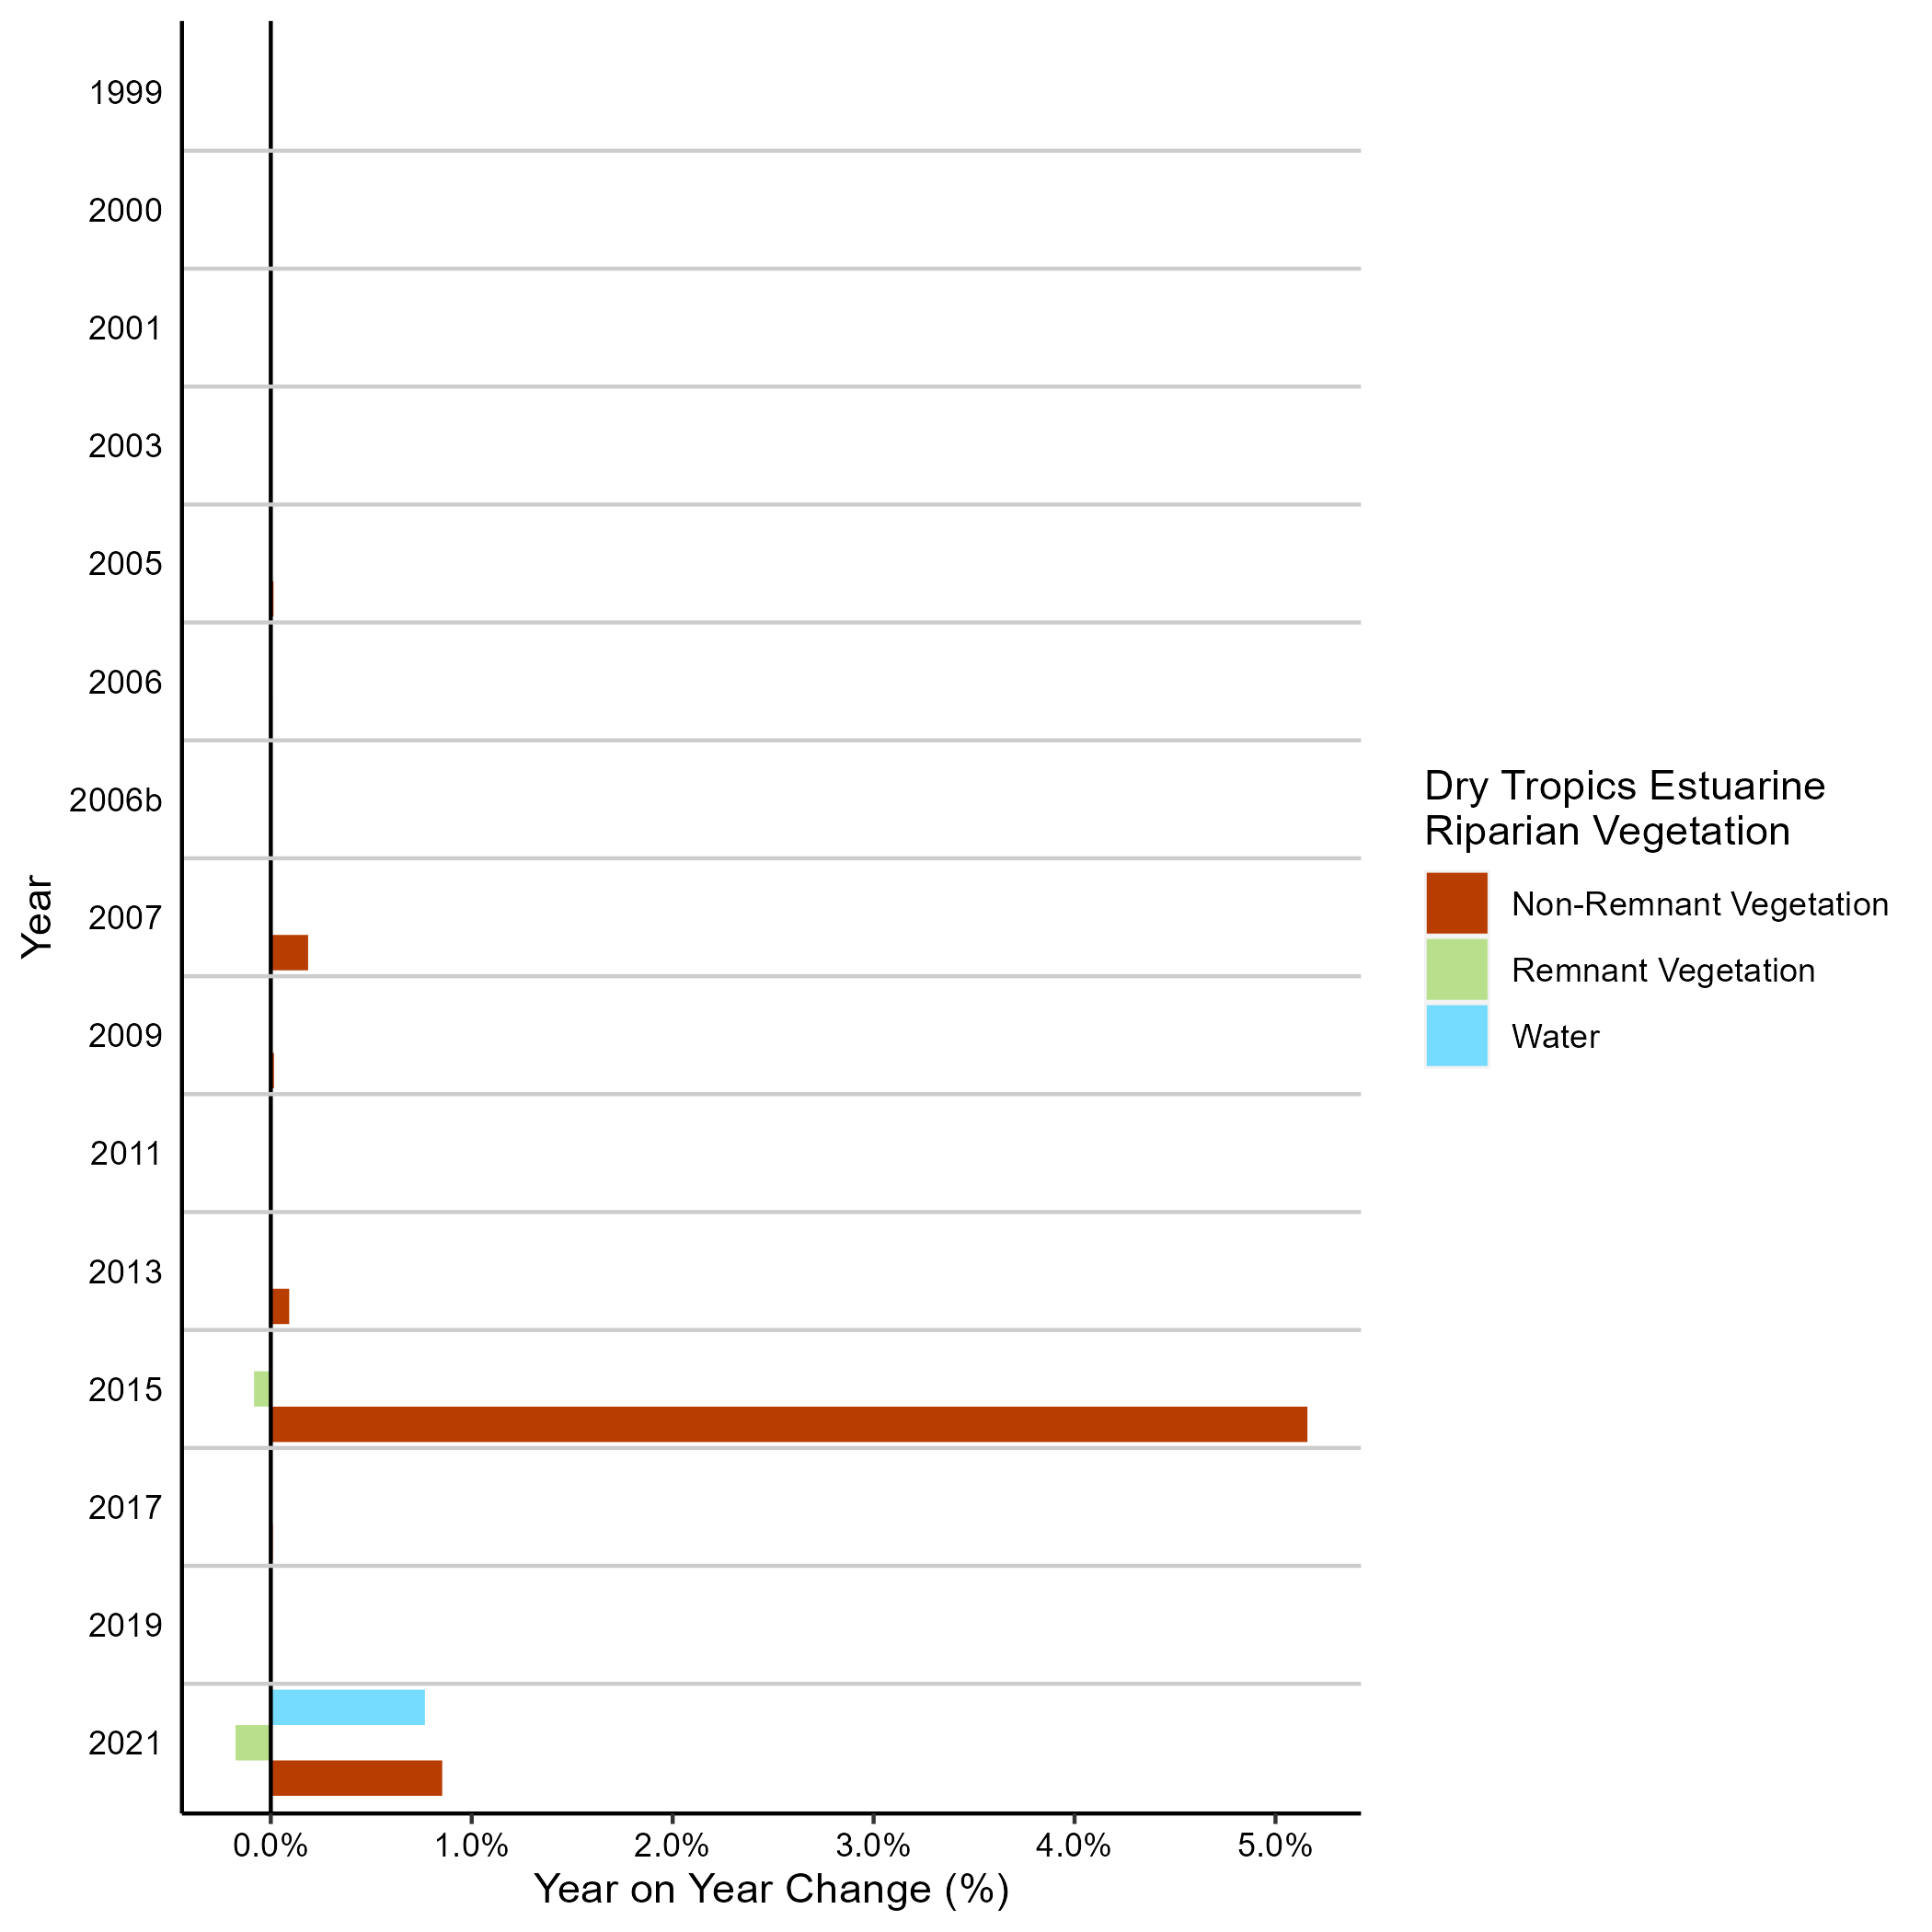 1999
2000
2001
2003
2005
2006
2006b
2007
2009
2011
2013
2015
2017
2019
2021
Year
0.0%
1.0%
2.0%
3.0%
4.0%
5.0%
Year on Year Change (%)
Dry Tropics Estuarine
Riparian Vegetation
Non-Remnant Vegetation
Remnant Vegetation
Water